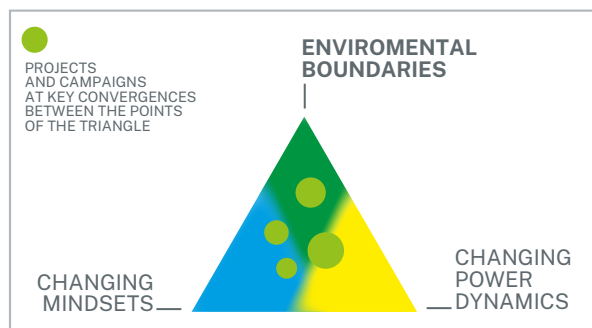 PROJECTS
AND CAMPAIGNS
AT KEY CONVERGENCES
BETWEEN THE POINTS
OF THE TRIANGLE
ENVIROMENTAL
BOUNDARIES
CHANGING
MINDSETS
CHANGING
POWER
DYNAMICS